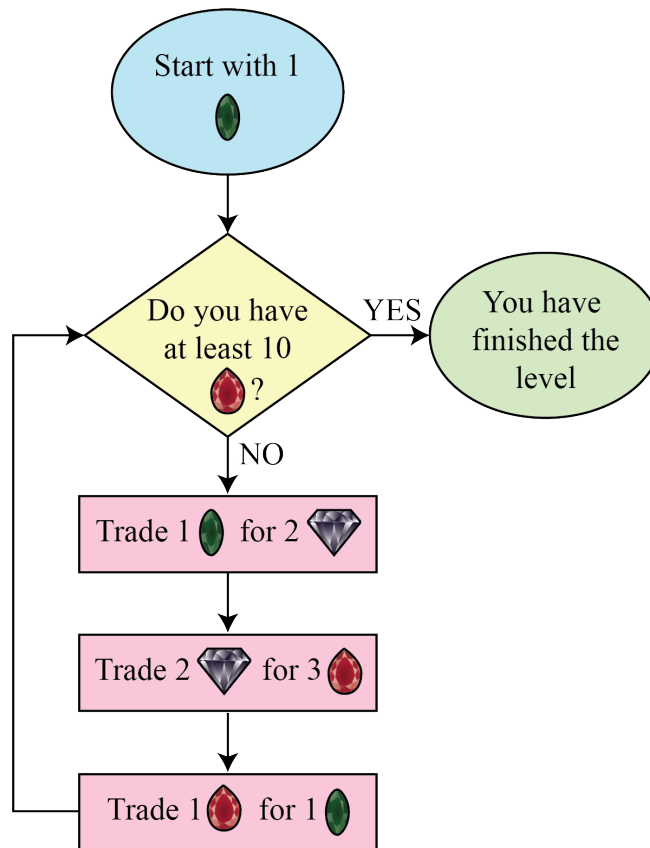 Start with 1
Do you have
at least 10
?
YES
You have
finished the
level
NO
Trade 1 for 2
Trade 2 for 3
Trade 1 for 1